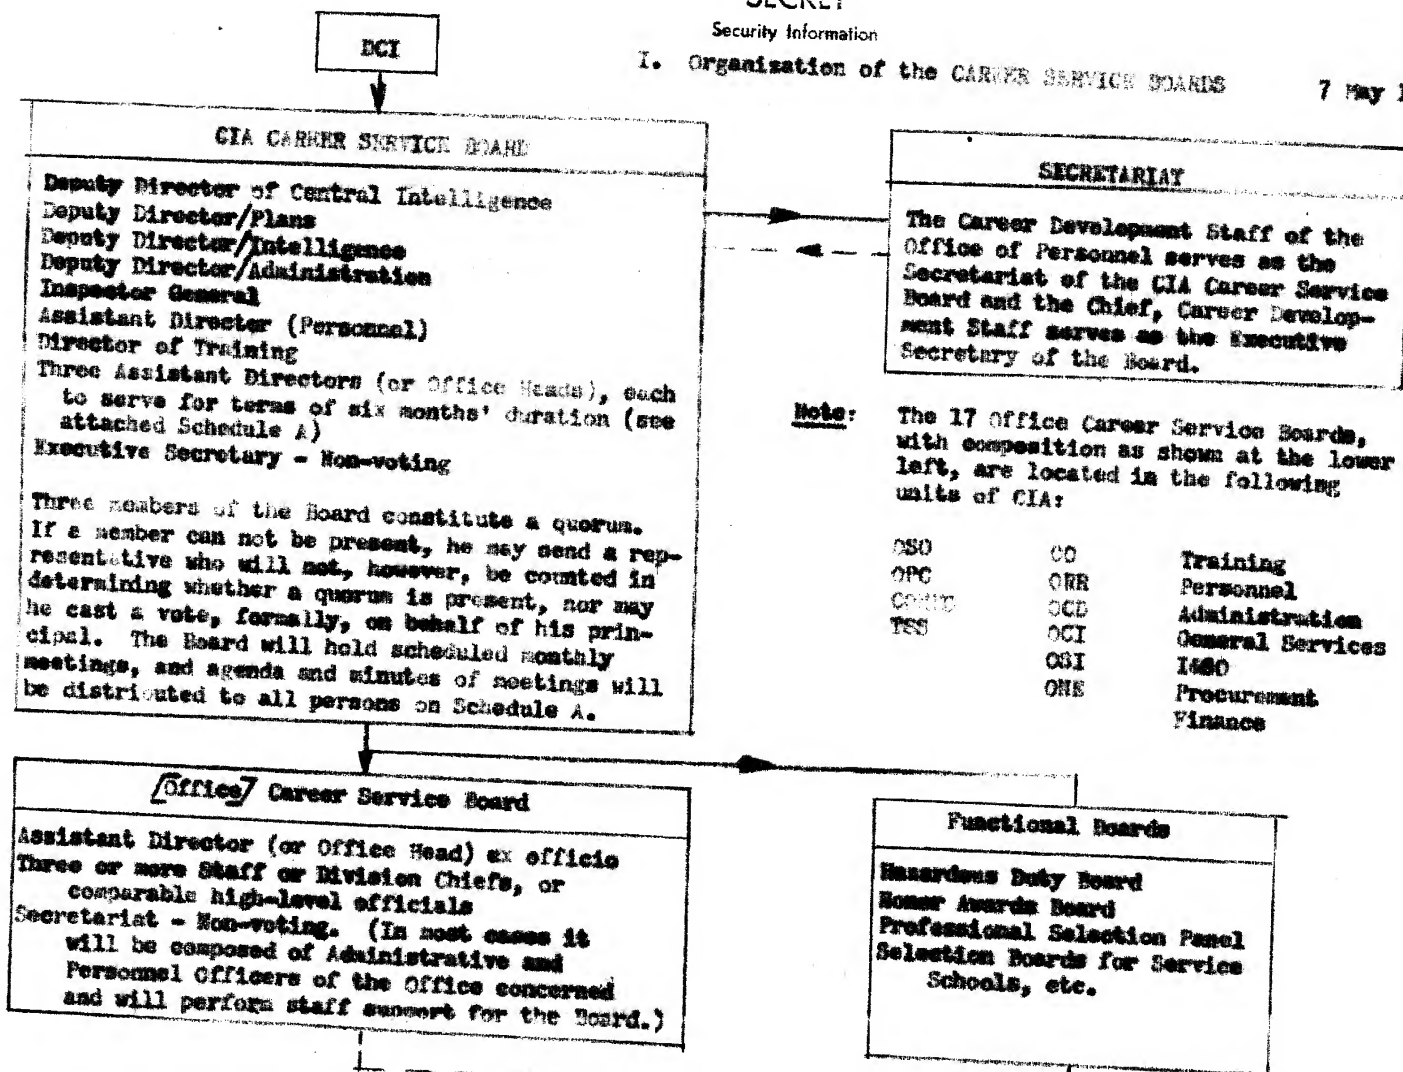 SECRET
Security Information
I. Organization of the CAREER SERVICE BOARDS 7 May
DCI
CIA CAREER SERVICE BOARD
Deputy Director of Central Intelligence
Deputy Director/Plans
Deputy Director/Intelligence
Deputy Director/Administration
Inspector General
Assistant Director (Personnel)
Director of Training
Three Assistant Directors (or Office Heads), each
to serve for terms of six months' duration (see
attached Schedule A)
Executive Secretary - Non-voting
Three members of the Board constitute a quorum.
If a member can not be present, he may send a rep-
resentative who will not, however, be counted in
determining whether a quorum is present, nor may
he cast a vote, formally, on behalf of his prin-
cipal. The Board will hold scheduled monthly
meetings, and agenda and minutes of meetings will
be distributed to all persons on Schedule A.
SECRETARIAT
The Career Development Staff of the
Office of Personnel serves as the
Secretariat of the CIA Career Service
Board and the Chief, Career Develop-
ment Staff serves as the Executive
Secretary of the Board.
Note: The 17 Office Career Service Boards,
with composition as shown at the lower
left, are located in the following
units of CIA:
OSO OO Training
OPC ORR Personnel
OCD Administration
TSS OCI General Services
OSI I&SO
ONE Procurement
Finance
[Office] Career Service Board
Assistant Director (or Office Head) ex officio
Three or more Staff or Division Chiefs, or
comparable high-level officials
Secretariat - Non-voting. (In most cases it
will be composed of Administrative and
Personnel Officers of the Office concerned
and will perform staff support for the Board.)
Functional Boards
Hazardous Duty Board
Honor Awards Board
Professional Selection Panel
Selection Boards for Service
Schools, etc.